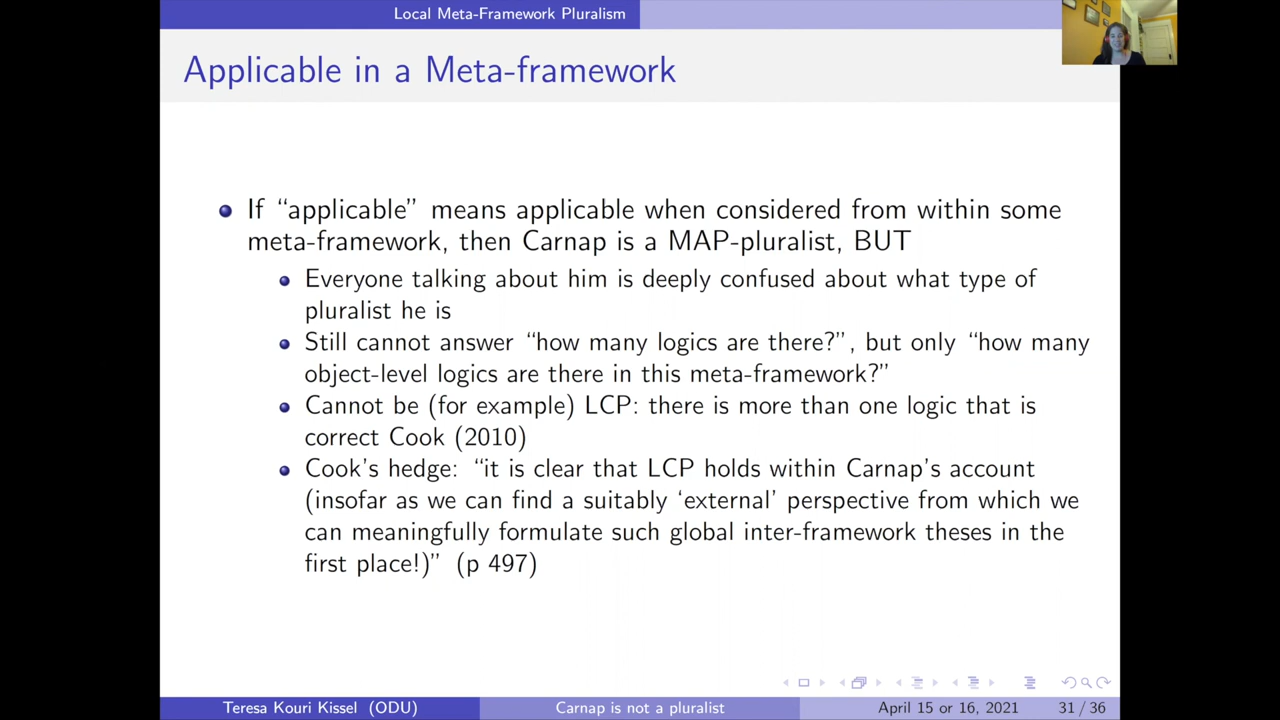 Local Meta-Framework Pluralism
Applicable in a Meta-framework
If “applicable” means applicable when considered from within some
meta-framework, then Carnap is a MAP-pluralist, BUT
Everyone talking about him is deeply confused about what type of
pluralist he is
Still cannot answer “how many logics are there?”, but only “how many
object-level logics are there in this meta-framework?”
Cannot be (for example) LCP: there is more than one logic that is
correct Cook (2010)
Cook’s hedge: “it is clear that LCP holds within Carnap’s account
(insofar as we can find a suitably ‘external’ perspective from which we
can meaningfully formulate such global inter-framework theses in the
first place!)” (p 497)
Teresa Kouri Kissel (ODU)
Carnap is not a pluralist
April 15 or 16, 2021
31 / 36